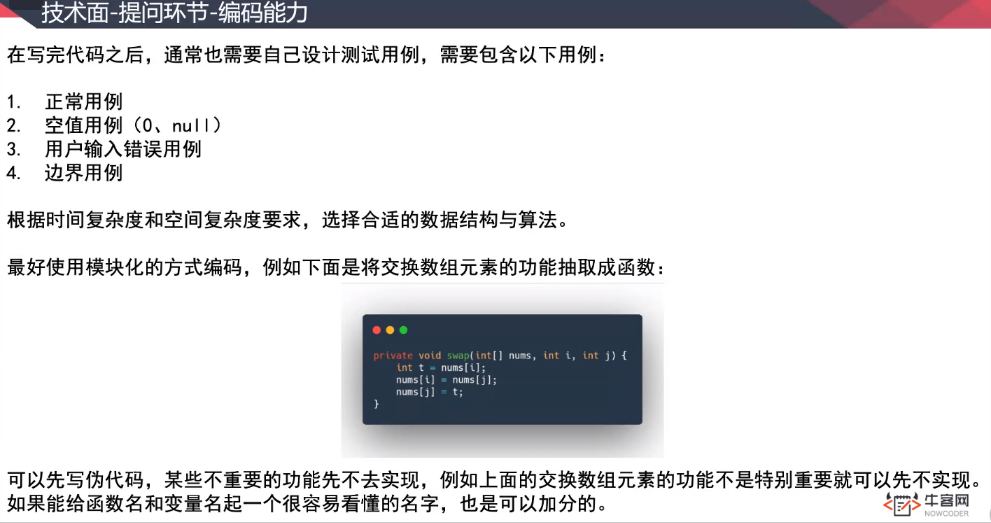 技术面-提问环节-编码能力
在写完代码之后，通常也需要自己设计测试用例，需要包含以下用例：
1. 正常用例
2. 空值用例（0、null）
3. 用户输入错误用例
4. 边界用例
根据时间复杂度和空间复杂度要求，选择合适的数据结构与算法。
最好使用模块化的方式编码，例如下面是将交换数组元素的功能抽取成函数：
private void swap(int[] nums, int i, int j) {
    int t = nums[i];
    nums[i] = nums[j];
    nums[j] = t;
}
可以先写伪代码，某些不重要的功能先不去实现，例如上面的交换数组元素的功能不是特别重要就可以先不实现。
如果能给函数名和变量名起一个很容易看懂的名字，也是可以加分的。
牛客网
NOWCODER